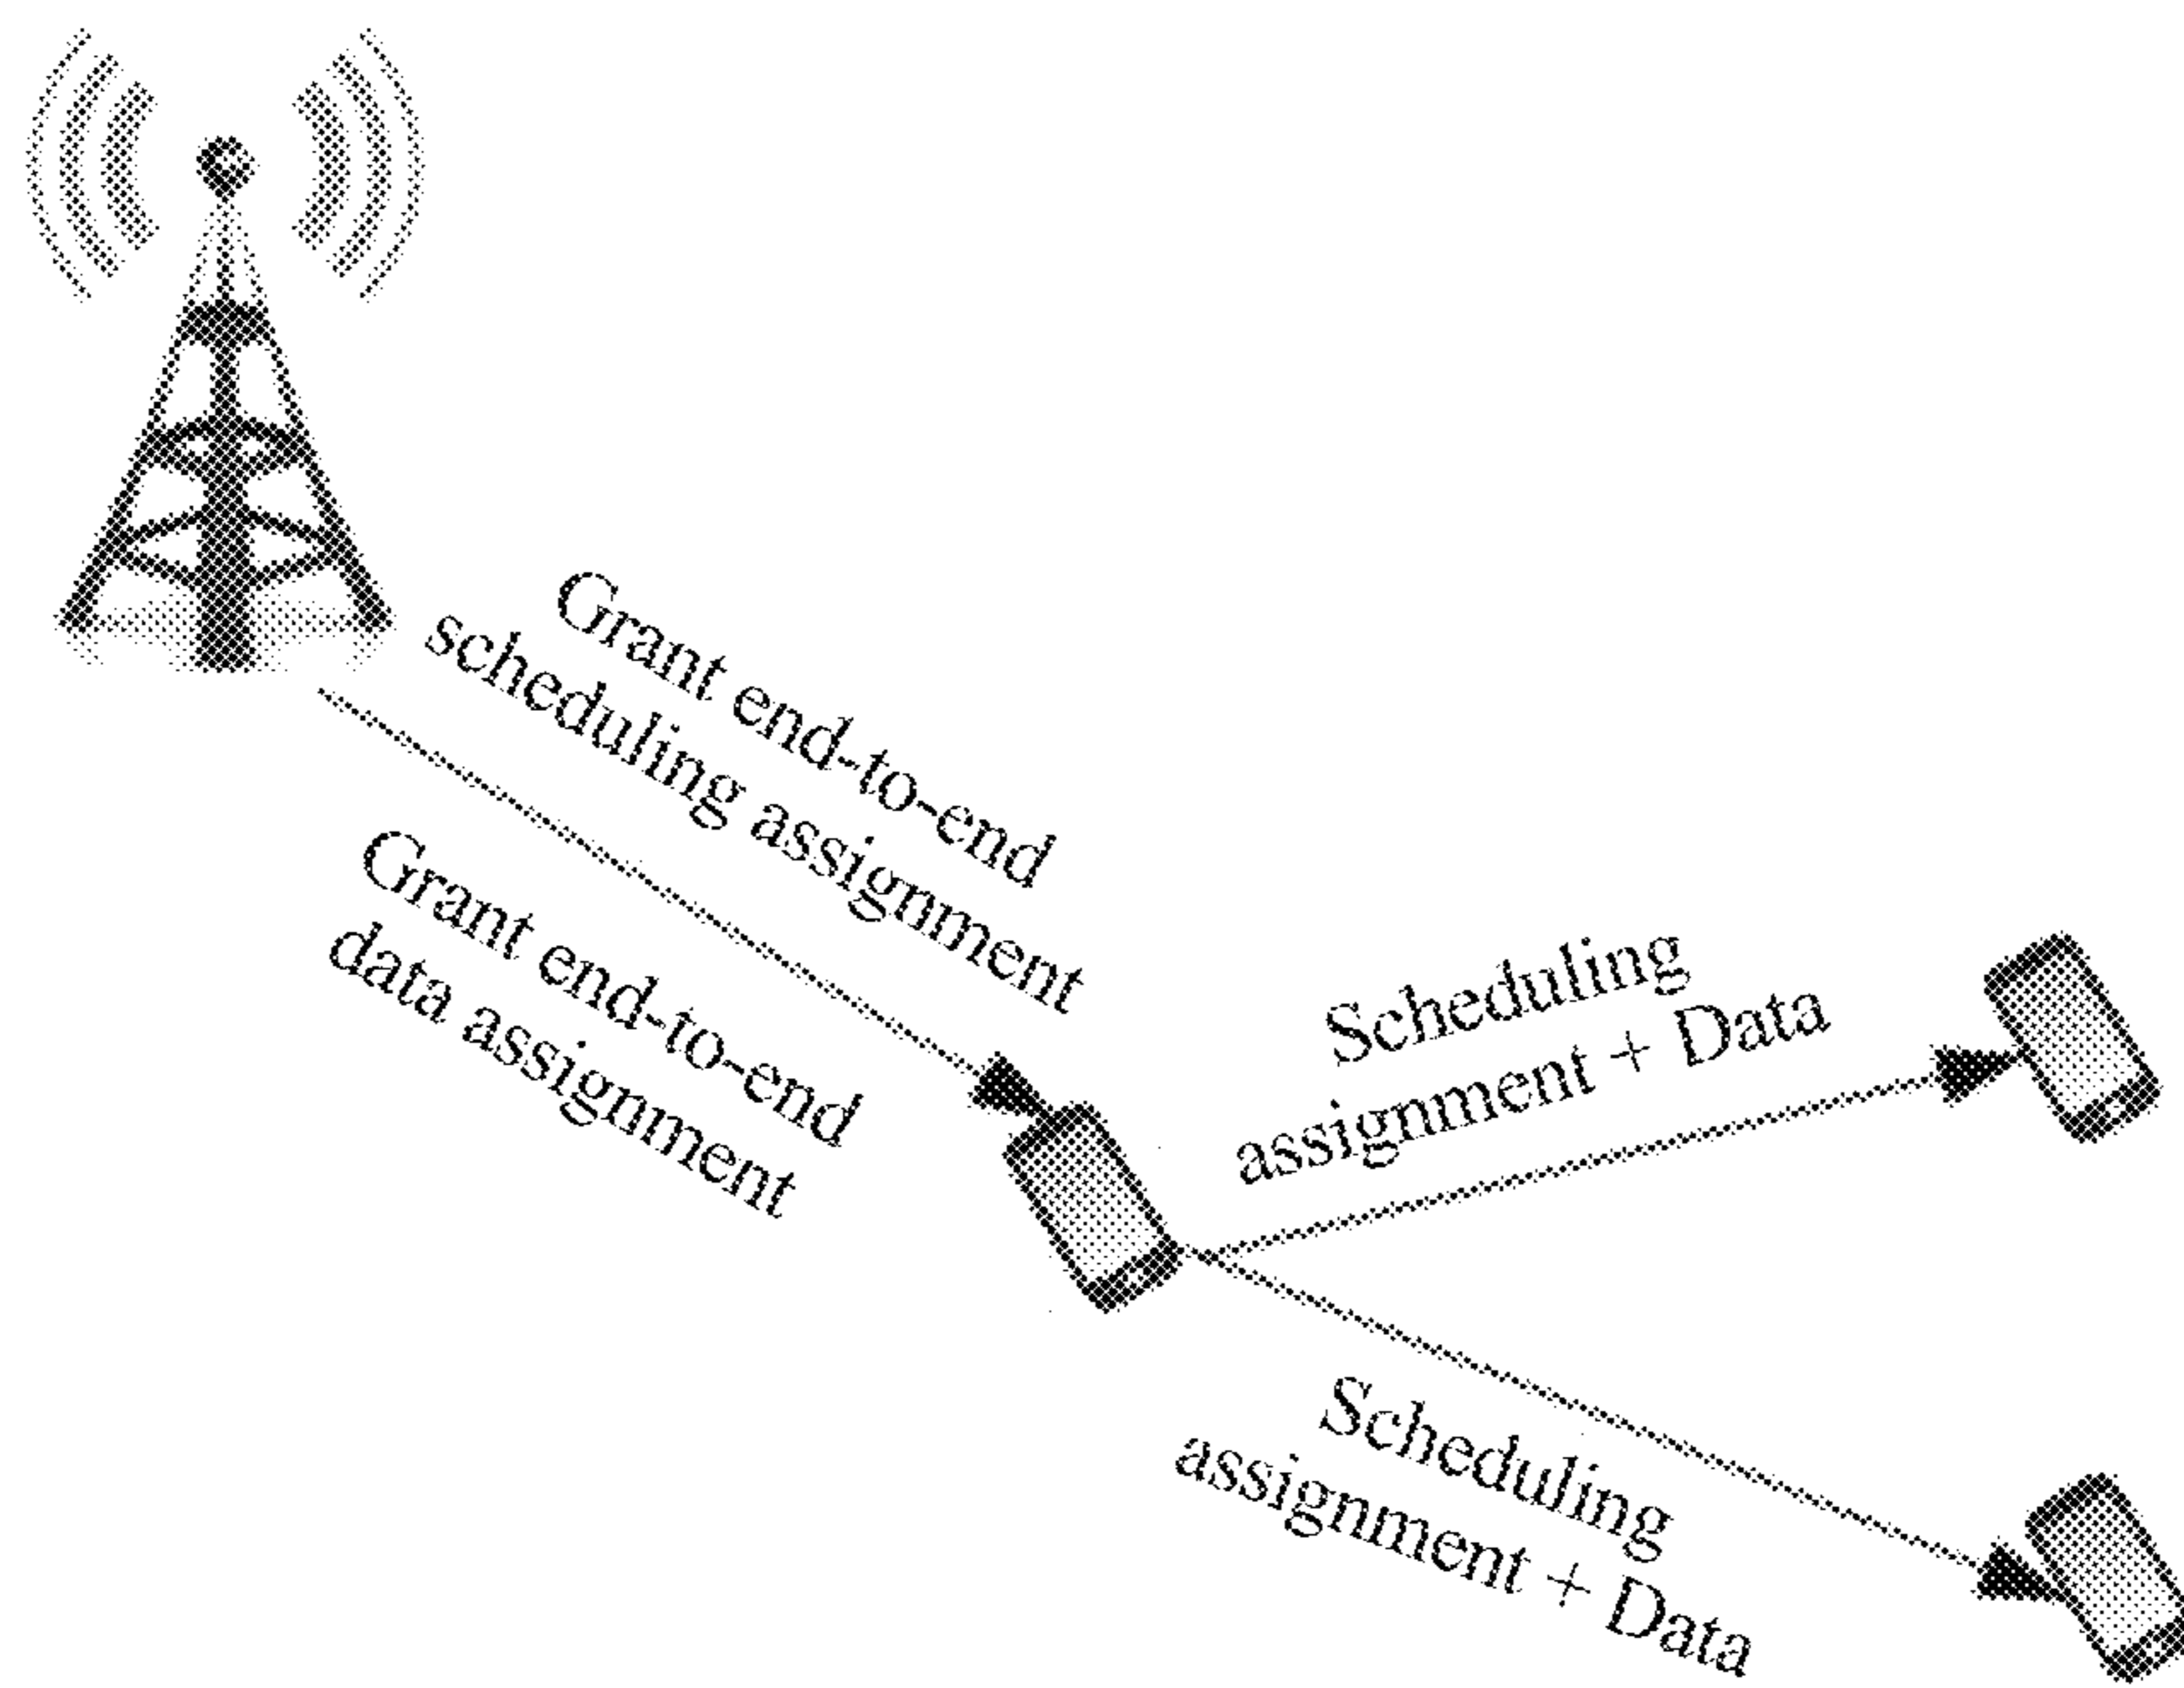 Grant end-to-end
scheduling assignment
Grant end-to-end
data assignment
Scheduling
assignment + Data
Scheduling
assignment + Data